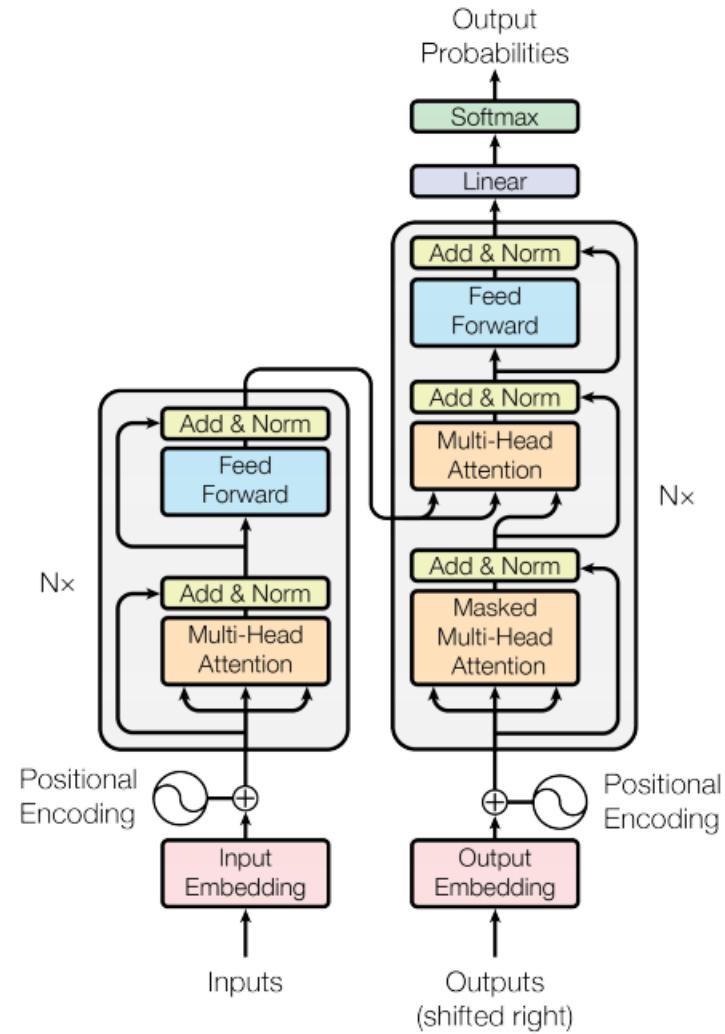 Output
Probabilities
Softmax
Linear
Add & Norm
Feed
Forward
Add & Norm
Multi-Head
Attention
Add & Norm
Masked
Multi-Head
Attention
Nx
Add & Norm
Feed
Forward
Add & Norm
Multi-Head
Attention
Nx
Positional
Encoding
Positional
Encoding
Input
Embedding
Output
Embedding
Inputs
Outputs
(shifted right)